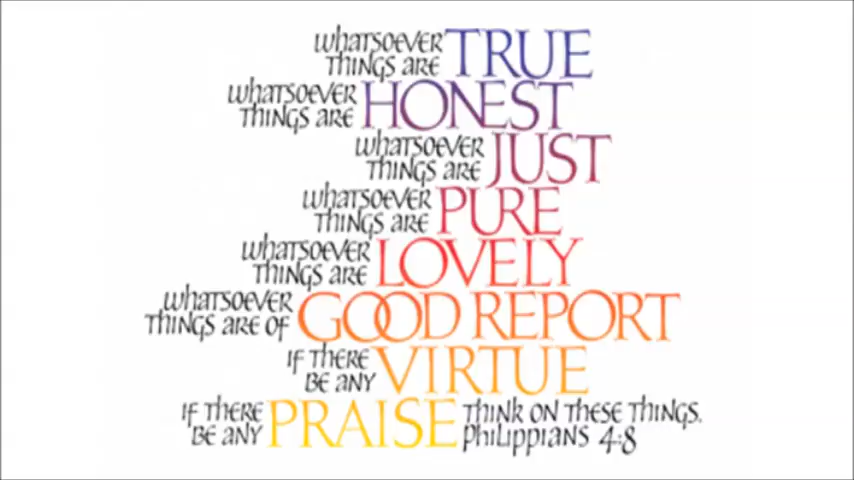 whatsoever things are TRUE
whatsoever things are HONEST
whatsoever things are JUST
whatsoever things are PURE
whatsoever things are LOVELY
whatsoever things are of GOOD REPORT
if there be any VIRTUE
if there be any PRAISE think on these things.
Philippians 4:8